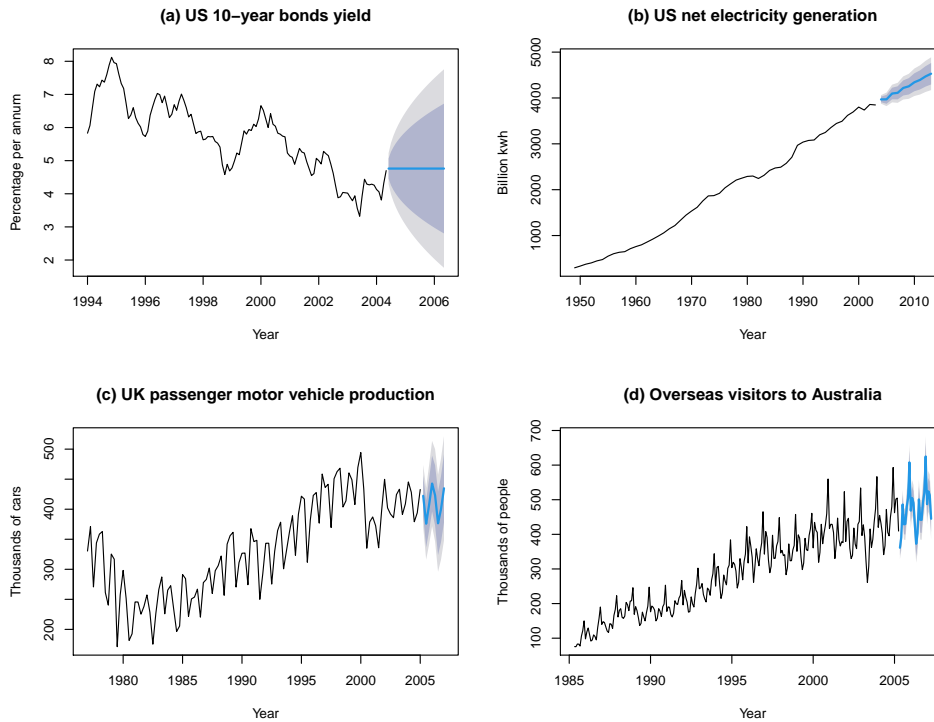 (a) US 10−year bonds yield
Percentage per annum
8
7
6
5
4
3
2
1994 1996 1998 2000 2002 2004 2006
Year
(b) US net electricity generation
Billion kwh
5000
4000
3000
2000
1000
1950 1960 1970 1980 1990 2000 2010
Year
(c) UK passenger motor vehicle production
Thousands of cars
500
400
300
200
1980 1985 1990 1995 2000 2005
Year
(d) Overseas visitors to Australia
Thousands of people
700
600
500
400
300
200
100
1985 1990 1995 2000 2005
Year